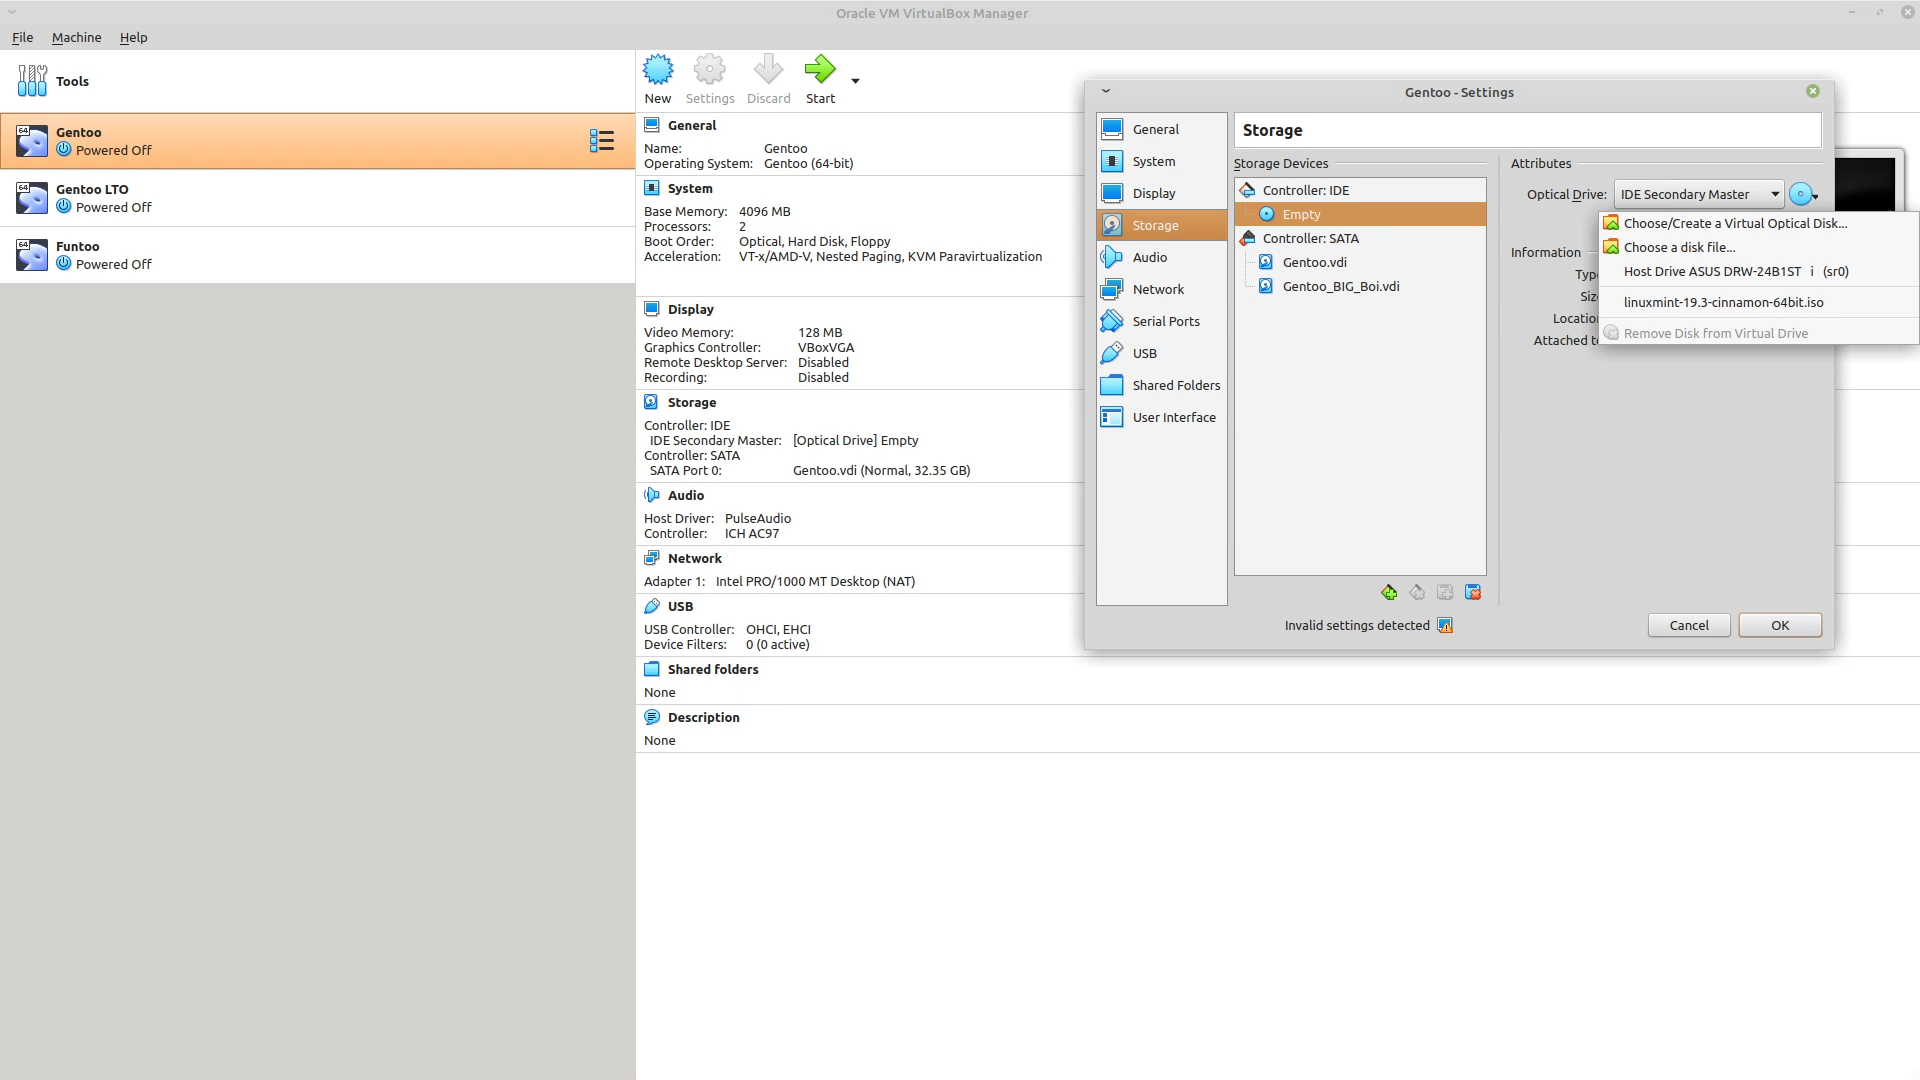 Oracle VM VirtualBox Manager
File Machine Help
Tools
64 Gentoo
Powered Off
64 Gentoo LTO
Powered Off
64 Funtoo
Powered Off
New Settings Discard Start
General
Name: Gentoo
Operating System: Gentoo (64-bit)
System
Base Memory: 4096 MB
Processors: 2
Boot Order: Optical, Hard Disk, Floppy
Acceleration: VT-x/AMD-V, Nested Paging, KVM Paravirtualization
Display
Video Memory: 128 MB
Graphics Controller: VBoxVGA
Remote Desktop Server: Disabled
Recording: Disabled
Storage
Controller: IDE
IDE Secondary Master: [Optical Drive] Empty
Controller: SATA
SATA Port 0: Gentoo.vdi (Normal, 32.35 GB)
Audio
Host Driver: PulseAudio
Controller: ICH AC97
Network
Adapter 1: Intel PRO/1000 MT Desktop (NAT)
USB
USB Controller: OHCI, EHCI
Device Filters: 0 (0 active)
Shared folders
None
Description
None
Gentoo - Settings
General
System
Display
Storage
Audio
Network
Serial Ports
USB
Shared Folders
User Interface
Storage
Storage Devices
Controller: IDE
Empty
Controller: SATA
Gentoo.vdi
Gentoo_BIG_Boi.vdi
Attributes
Optical Drive: IDE Secondary Master
Information
Typ
Siz
Locatio
Attached t
Choose/Create a Virtual Optical Disk...
Choose a disk file...
Host Drive ASUS DRW-24B1ST i (sr0)
linuxmint-19.3-cinnamon-64bit.iso
Remove Disk from Virtual Drive
Invalid settings detected
Cancel OK